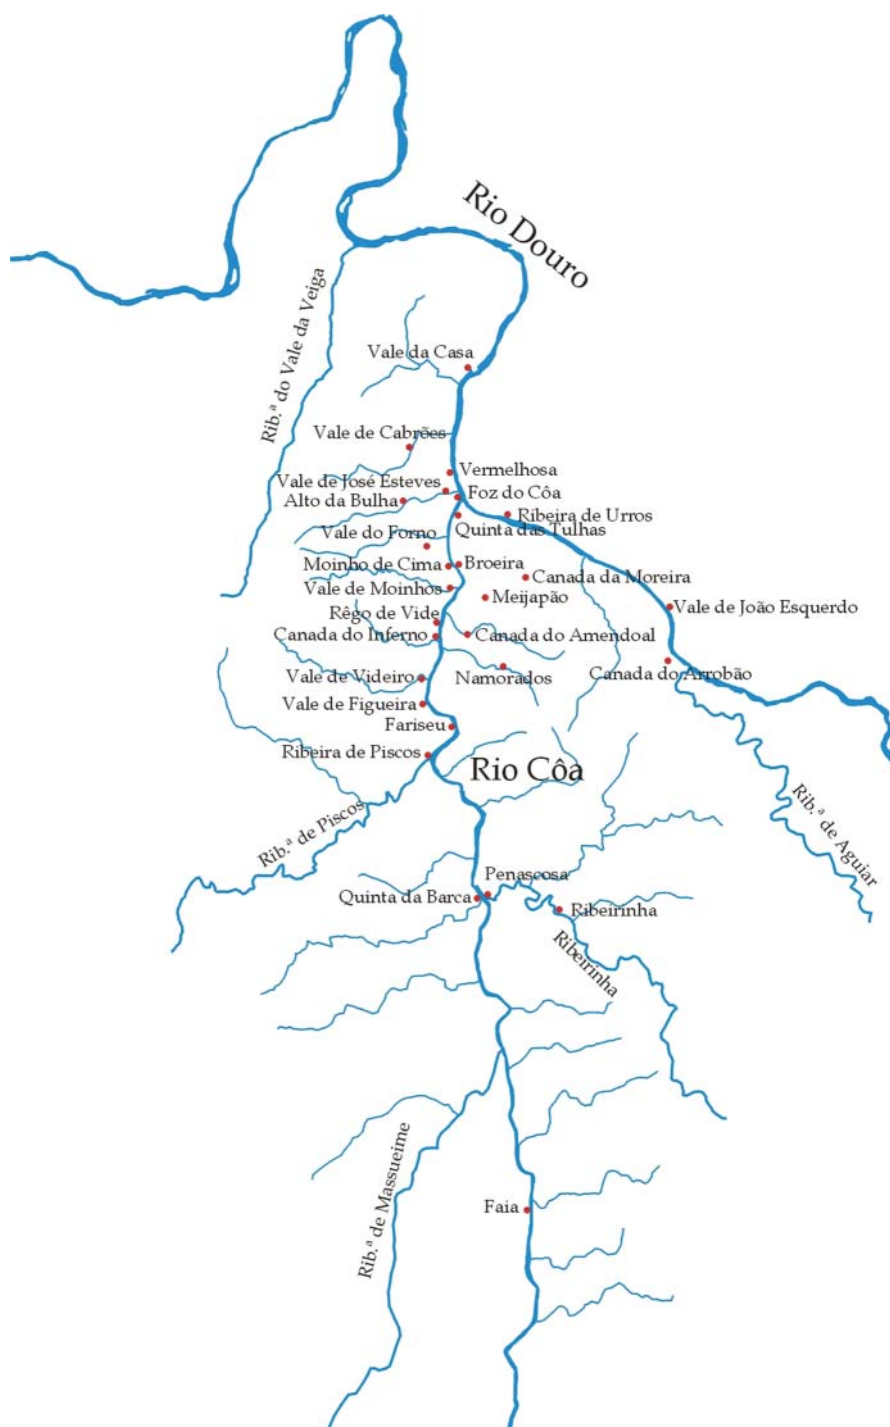 Rio Douro
Rib.ª do Vale da Veiga
Vale da Casa
Vale de Cabrões
Vermelhosa
Vale de José Esteves
Foz do Côa
Alto da Bulha
Ribeira de Urros
Quinta das Tulhas
Vale do Forno
Moinho de Cima
Broeira
Canada da Moreira
Vale de Moinhos
Meijapão
Vale de João Esquerdo
Rêgo de Vide
Canada do Inferno
Canada do Amendoal
Vale de Videiro
Namorados
Canada do Arrobão
Vale de Figueira
Fariseu
Ribeira de Piscos
Rio Côa
Rib.ª de Piscos
Rib.ª de Aguiar
Penascosa
Quinta da Barca
Ribeirinha
Ribeirinha
Rib.ª de Massueime
Faia